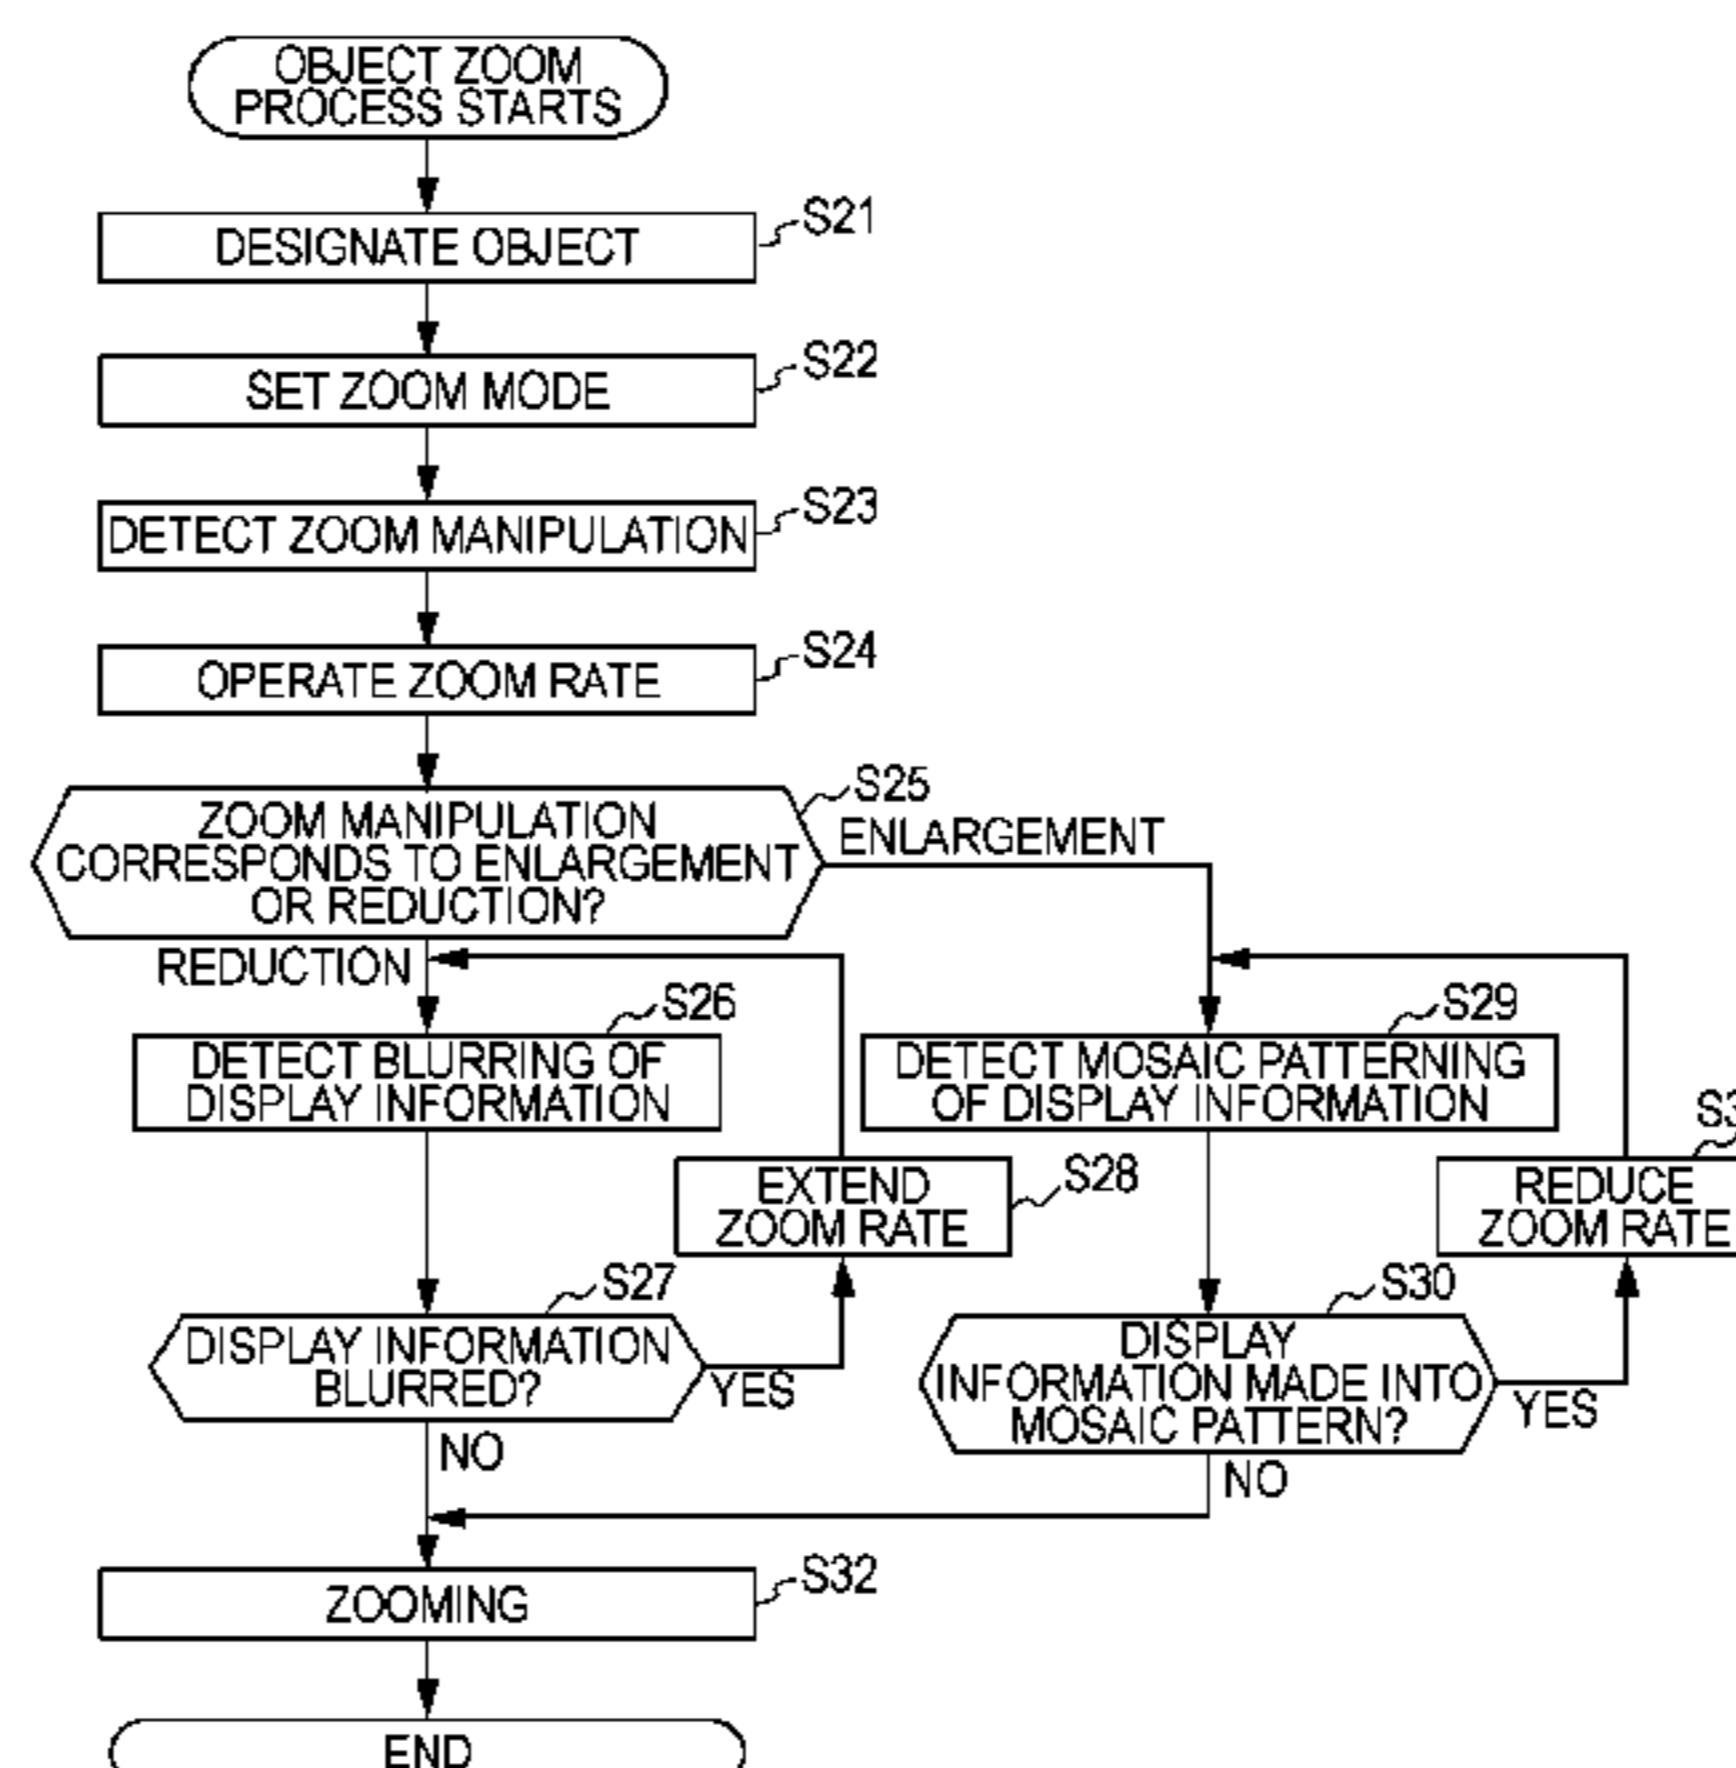 OBJECT ZOOM
PROCESS STARTS
DESIGNATE OBJECT
S21
SET ZOOM MODE
S22
DETECT ZOOM MANIPULATION
S23
OPERATE ZOOM RATE
S24
ZOOM MANIPULATION
CORRESPONDS TO ENLARGEMENT
OR REDUCTION?
S25
ENLARGEMENT
REDUCTION
S26
DETECT BLURRING OF
DISPLAY INFORMATION
S29
DETECT MOSAIC PATTERNING
OF DISPLAY INFORMATION
EXTEND
ZOOM RATE
S28
REDUCE
ZOOM RATE
S27
DISPLAY INFORMATION
BLURRED?
YES
NO
S30
DISPLAY
INFORMATION MADE INTO
MOSAIC PATTERN?
YES
NO
ZOOMING
S32
END